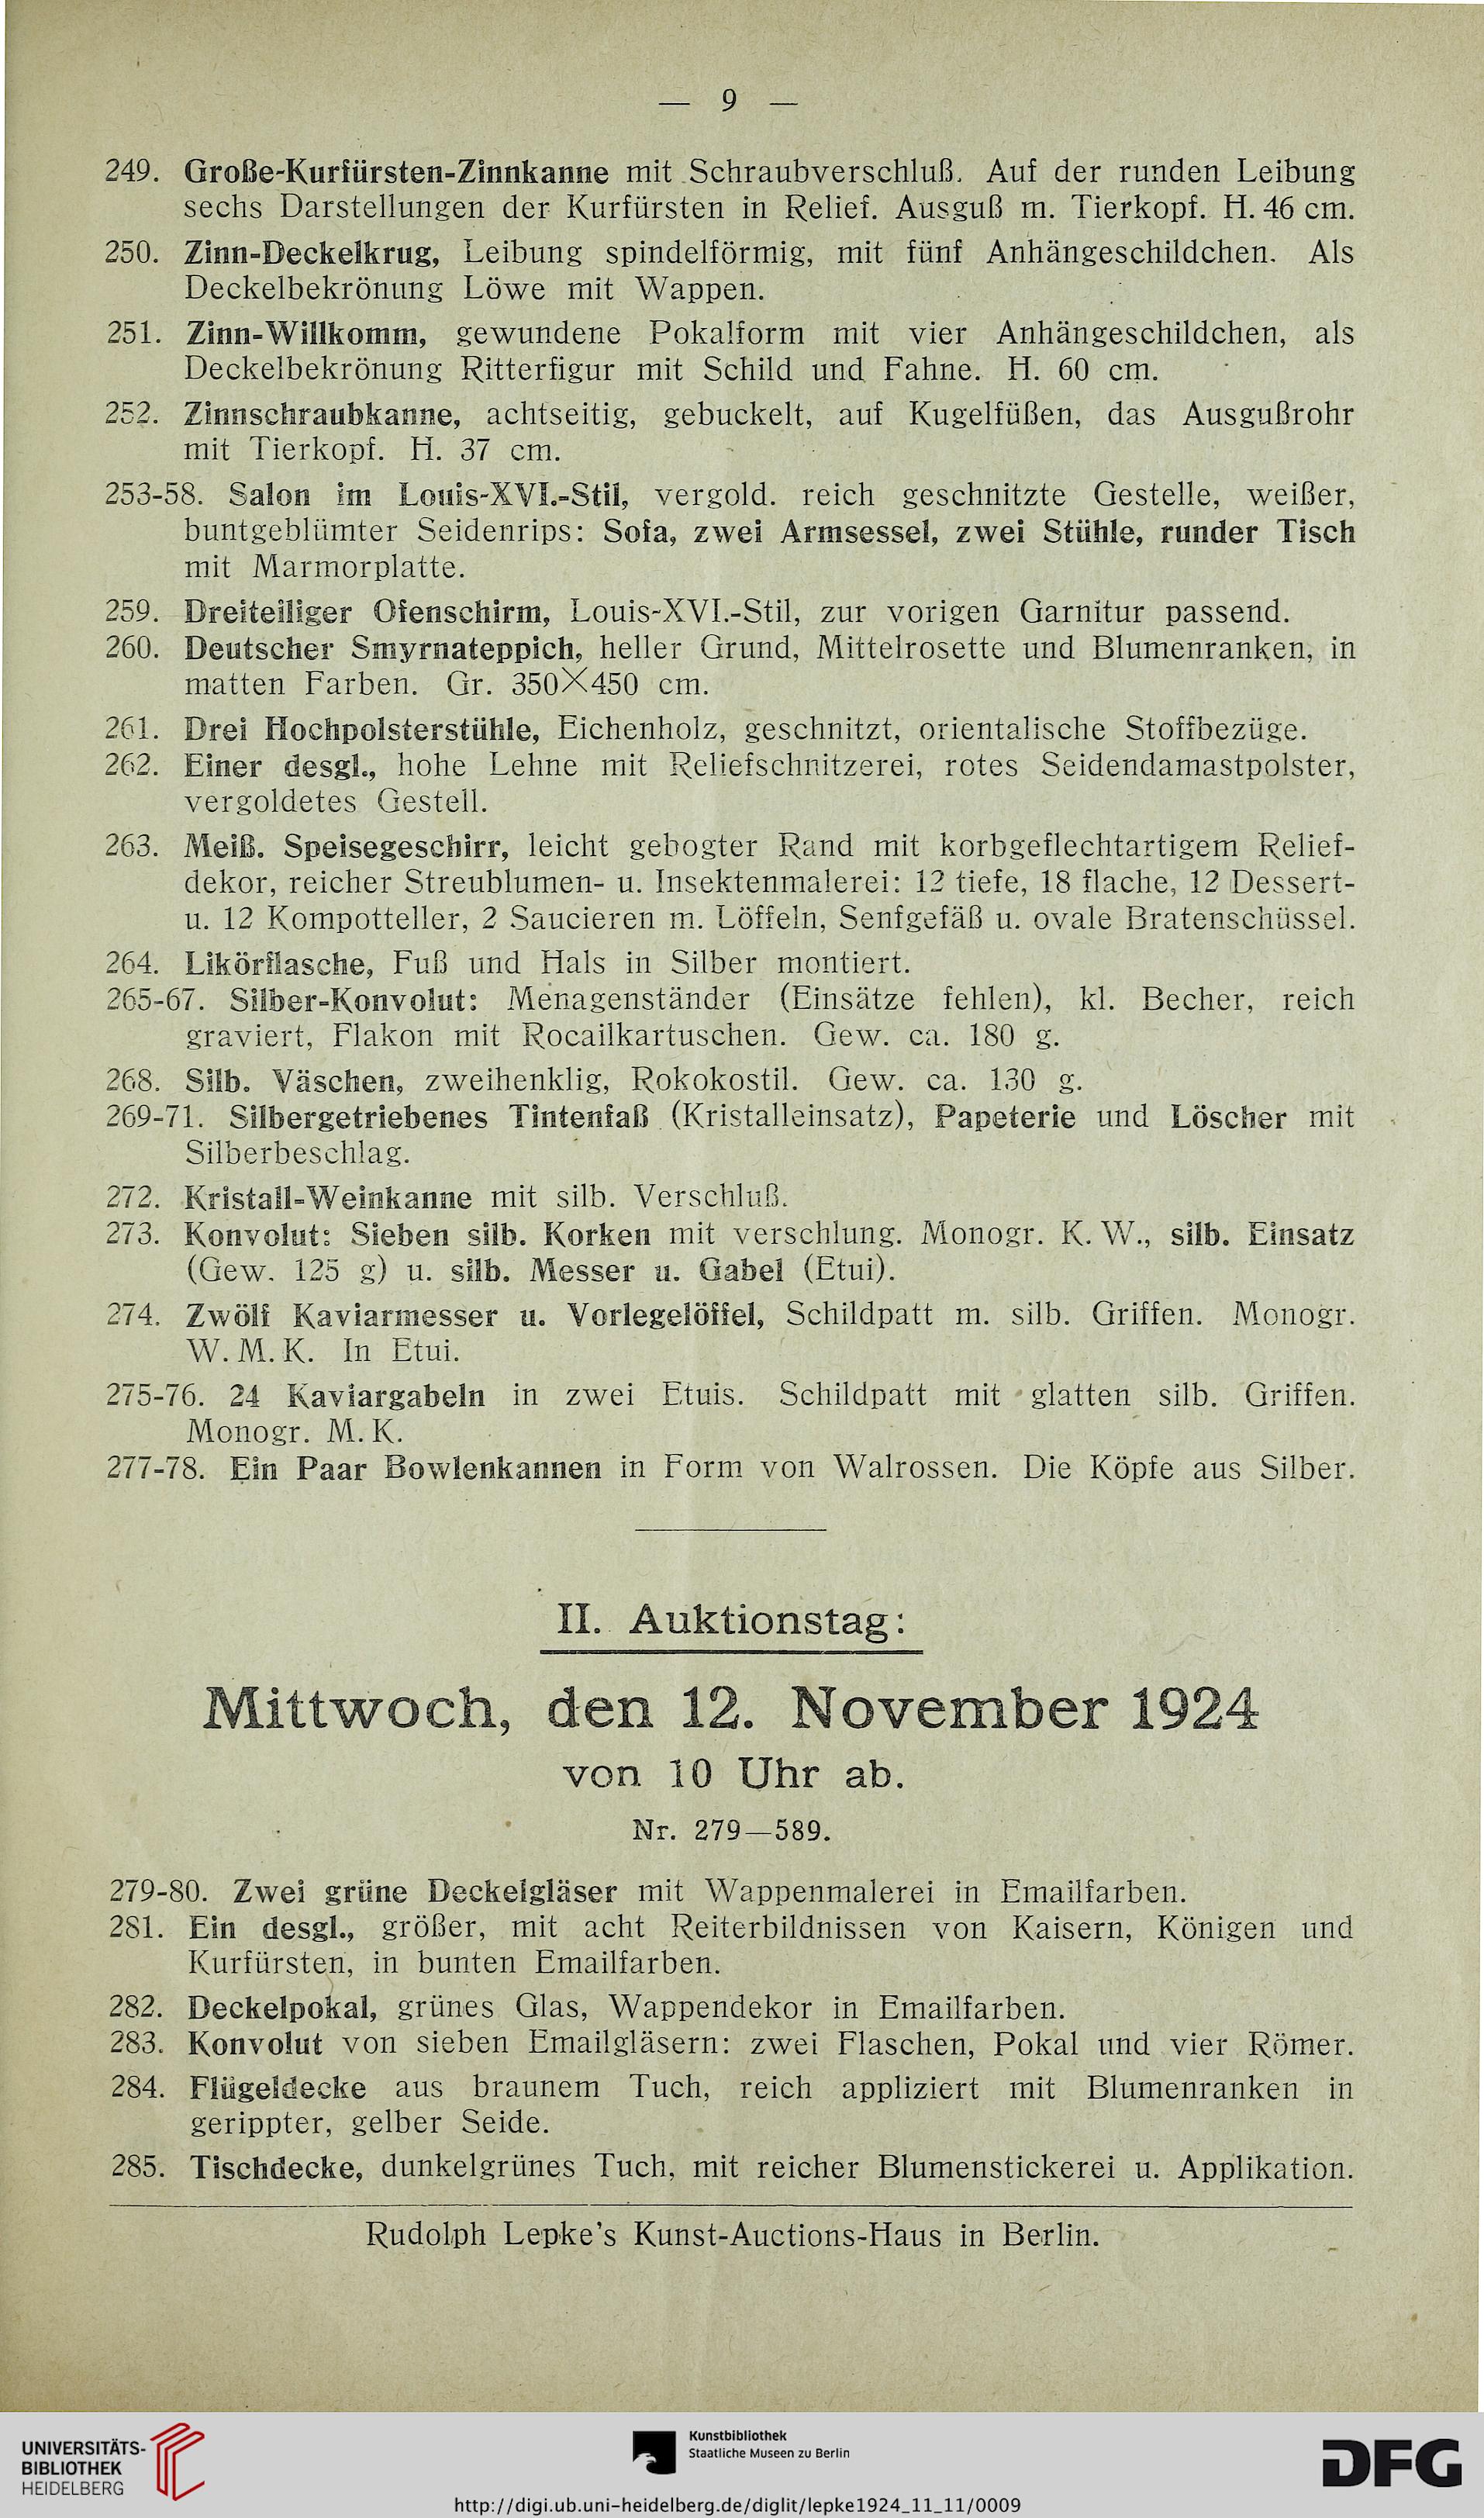 — 9 —
249. Große-Kurfürsten-Zinnkanne mit Schraubverschluß. Auf der runden Leibung
sechs Darstellungen der Kurfürsten in Relief. Ausguß m. Tierkopf. H. 46 cm.
250. Zinn-Deckelkrug, Leibung spindelförmig, mit fünf Anhängeschildchen. Als
Deckelbekrönung Löwe mit Wappen.
251. Zinn-Willkomm, gewundene Pokalform mit vier Anhängeschildchen, als
Deckelbekrönung Ritterfigur mit Schild und Fahne. H. 60 cm.
252. Zinnschraubkanne, achtseitig, gebuckelt, auf Kugelfüßen, das Ausgußrohr
mit Tierkopf. H. 37 cm.
253-58. Salon im Louis-XVI.-Stil, vergold. reich geschnitzte Gestelle, weißer,
buntgeblümter Seidenrips: Sofa, zwei Armsessel, zwei Stühle, runder Tisch
mit Marmorplatte.
259. Dreiteiliger Ofenschirm, Louis-XVI.-Stil, zur vorigen Garnitur passend.
260. Deutscher Smyrnateppich, heller Grund, Mittelrosette und Blumenranken, in
matten Farben. Gr. 350×450 cm.
261. Drei Hochpolsterstühle, Eichenholz, geschnitzt, orientalische Stoffbezüge.
262. Einer desgl., hohe Lehne mit Reliefschnitzerei, rotes Seidendamastpolster,
vergoldetes Gestell.
263. Meiß. Speisegeschirr, leicht gebogter Rand mit korbgeflechtartigem Relief-
dekor, reicher Streublumen- u. Insektenmalerei: 12 tiefe, 18 flache, 12 Dessert-
u. 12 Kompotteller, 2 Saucieren m. Löffeln, Senfgefäß u. ovale Bratenschüssel.
264. Likörflasche, Fuß und Hals in Silber montiert.
265-67. Silber-Konvolut: Menagenständer (Einsätze fehlen), kl. Becher, reich
graviert, Flakon mit Rocailkartuschen. Gew. ca. 180 g.
268. Silb. Väschen, zweihenklig, Rokokostil. Gew. ca. 130 g.
269-71. Silbergetriebenes Tintenfaß (Kristalleinsatz), Papeterie und Löscher mit
Silberbeschlag.
272. Kristall-Weinkanne mit silb. Verschluß.
273. Konvolut: Sieben silb. Korken mit verschlung. Monogr. K. W., silb. Einsatz
(Gew. 125 g) u. silb. Messer u. Gabel (Etui).
274. Zwölf Kaviarmesser u. Vorlegelöffel, Schildpatt m. silb. Griffen. Monogr.
W. M. K. In Etui.
275-76. 24 Kaviargabeln in zwei Etuis. Schildpatt mit glatten silb. Griffen.
Monogr. M. K.
277-78. Ein Paar Bowlenkannen in Form von Walrossen. Die Köpfe aus Silber.
II. Auktionstag:
Mittwoch, den 12. November 1924
von 10 Uhr ab.
Nr. 279—589.
279-80. Zwei grüne Deckelgläser mit Wappenmalerei in Emailfarben.
281. Ein desgl., größer, mit acht Reiterbildnissen von Kaisern, Königen und
Kurfürsten, in bunten Emailfarben.
282. Deckelpokal, grünes Glas, Wappendekor in Emailfarben.
283. Konvolut von sieben Emailgläsern: zwei Flaschen, Pokal und vier Römer.
284. Flügeldecke aus braunem Tuch, reich appliziert mit Blumenranken in
gerippter, gelber Seide.
285. Tischdecke, dunkelgrünes Tuch, mit reicher Blumenstickerei u. Applikation.
Rudolph Lepke's Kunst-Auctions-Haus in Berlin.
UNIVERSITÄTS-
BIBLIOTHEK
HEIDELBERG
Kunstbibliothek
Staatliche Museen zu Berlin
DFG
http://digi.ub.uni-heidelberg.de/diglit/lepke1924_11_11/0009